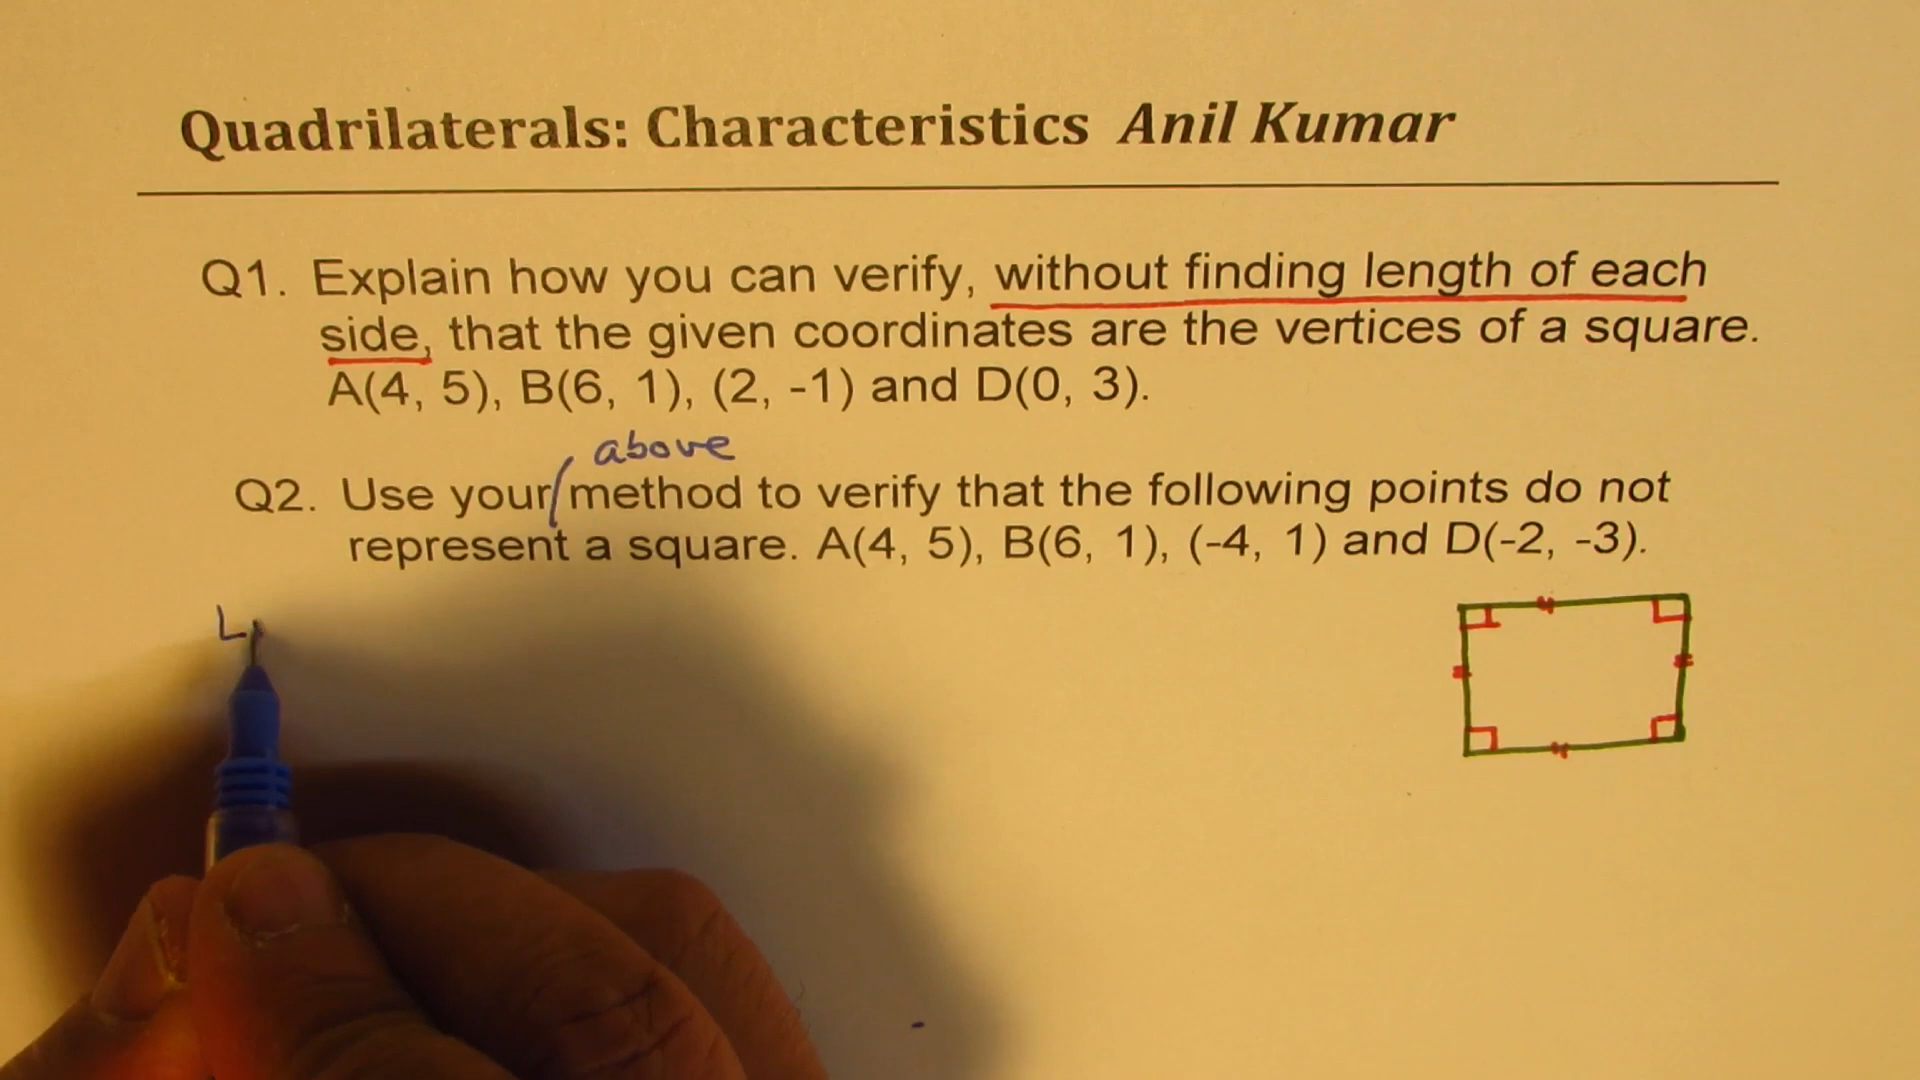 Quadrilaterals: Characteristics Anil Kumar
Q1. Explain how you can verify, without finding length of each
side, that the given coordinates are the vertices of a square.
A(4, 5), B(6, 1), (2, -1) and D(0, 3).
above
Q2. Use your method to verify that the following points do not
represent a square. A(4, 5), B(6, 1), (-4, 1) and D(-2, -3).